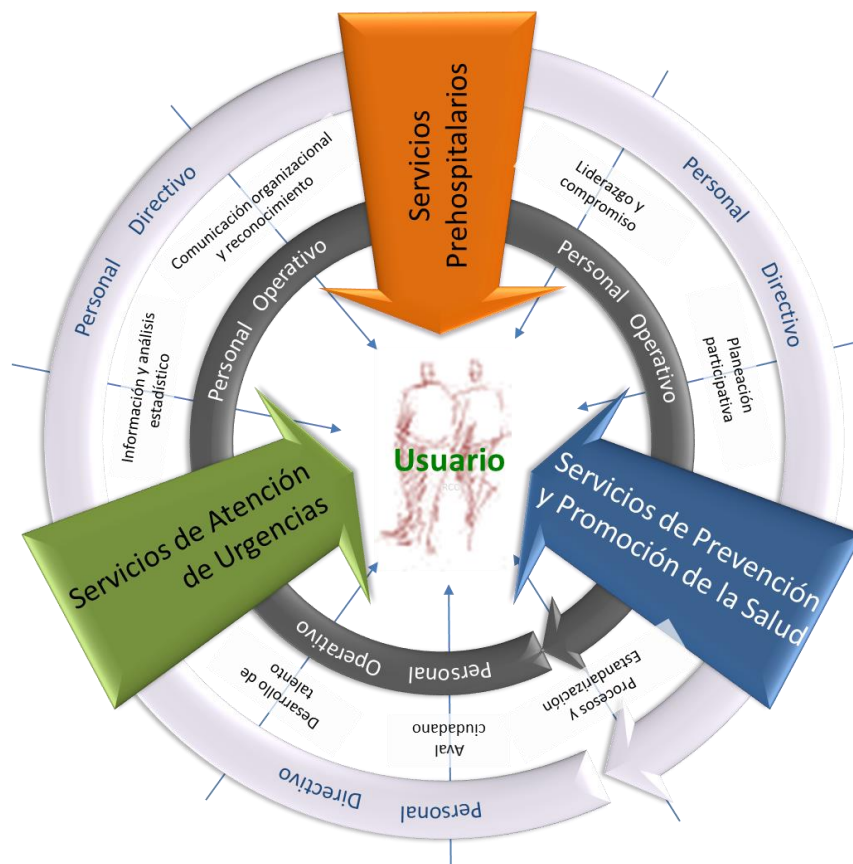 Servicios
Prehospitalarios
Liderazgo y
compromiso
Personal Directivo
Personal Operativo
Planeación
participativa
Servicios de Prevención
y Promoción de la Salud
Procesos y
Estandarización
Aval
ciudadano
Personal Operativo
Personal Directivo
Desarrollo de
talento
Servicios de Atención
de Urgencias
Información y análisis
estadístico
Comunicación organizacional
y reconocimiento
Personal Operativo
Personal Directivo
Usuario